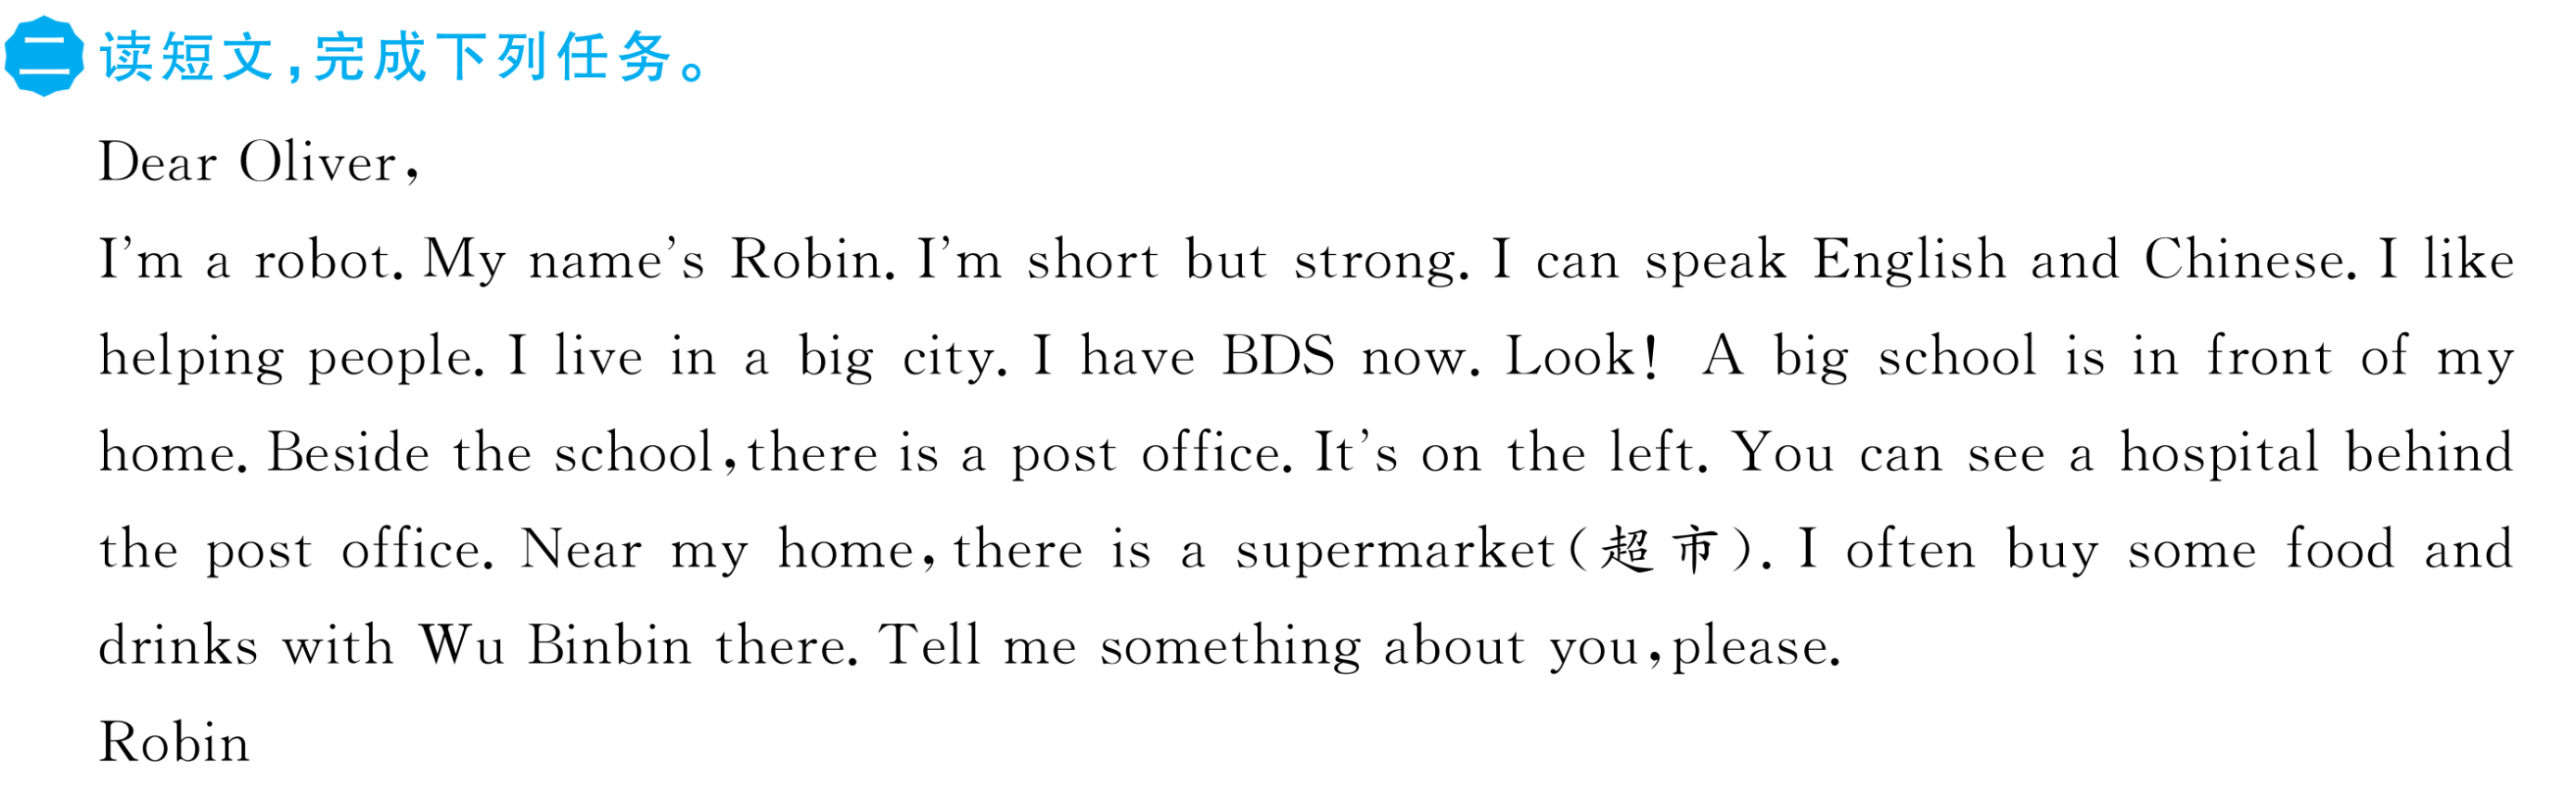 二 读短文,完成下列任务。
Dear Oliver,
I'm a robot. My name's Robin. I'm short but strong. I can speak English and Chinese. I like
helping people. I live in a big city. I have BDS now. Look! A big school is in front of my
home. Beside the school, there is a post office. It's on the left. You can see a hospital behind
the post office. Near my home, there is a supermarket(超市). I often buy some food and
drinks with Wu Binbin there. Tell me something about you, please.
Robin